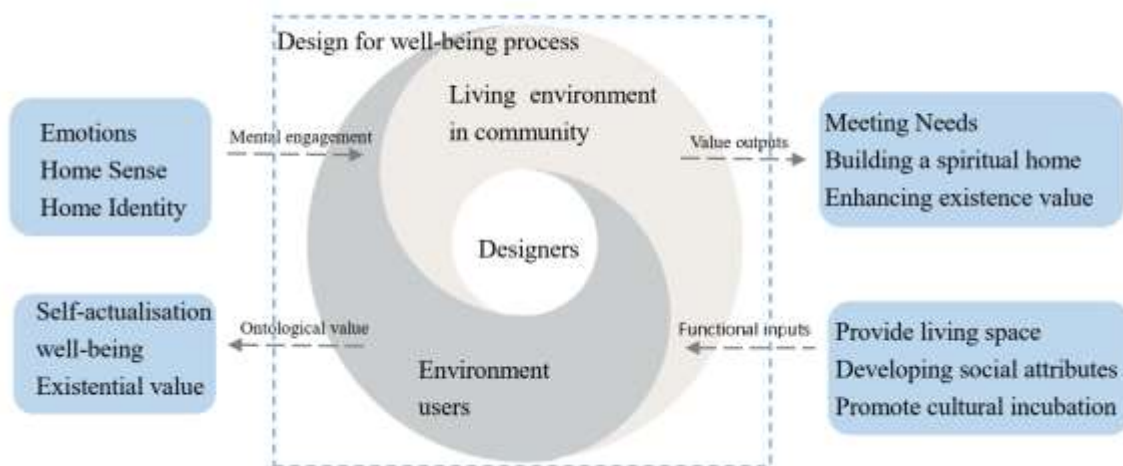 Design for well-being process
Living environment
in community
Emotions
Home Sense
Home Identity
Mental engagement
Value outputs
Meeting Needs
Building a spiritual home
Enhancing existence value
Designers
Self-actualisation
well-being
Existential value
Ontological value
Functional inputs
Provide living space
Developing social attributes
Promote cultural incubation
Environment
users